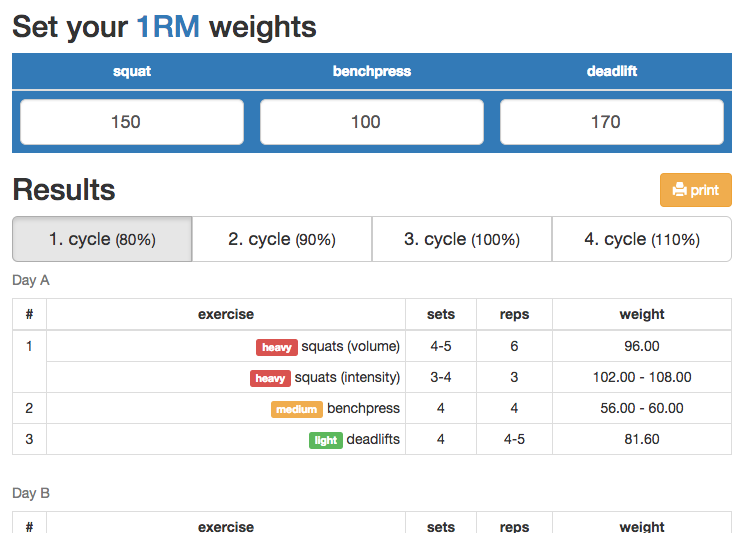 Set your 1RM weights
squat benchpress deadlift
150 100 170
Results print
1. cycle (80%) 2. cycle (90%) 3. cycle (100%) 4. cycle (110%)
Day A
# exercise sets reps weight
1 heavy squats (volume) 4-5 6 96.00
heavy squats (intensity) 3-4 3 102.00 - 108.00
2 medium benchpress 4 4 56.00 - 60.00
3 light deadlifts 4 4-5 81.60
Day B
# exercise sets reps weight